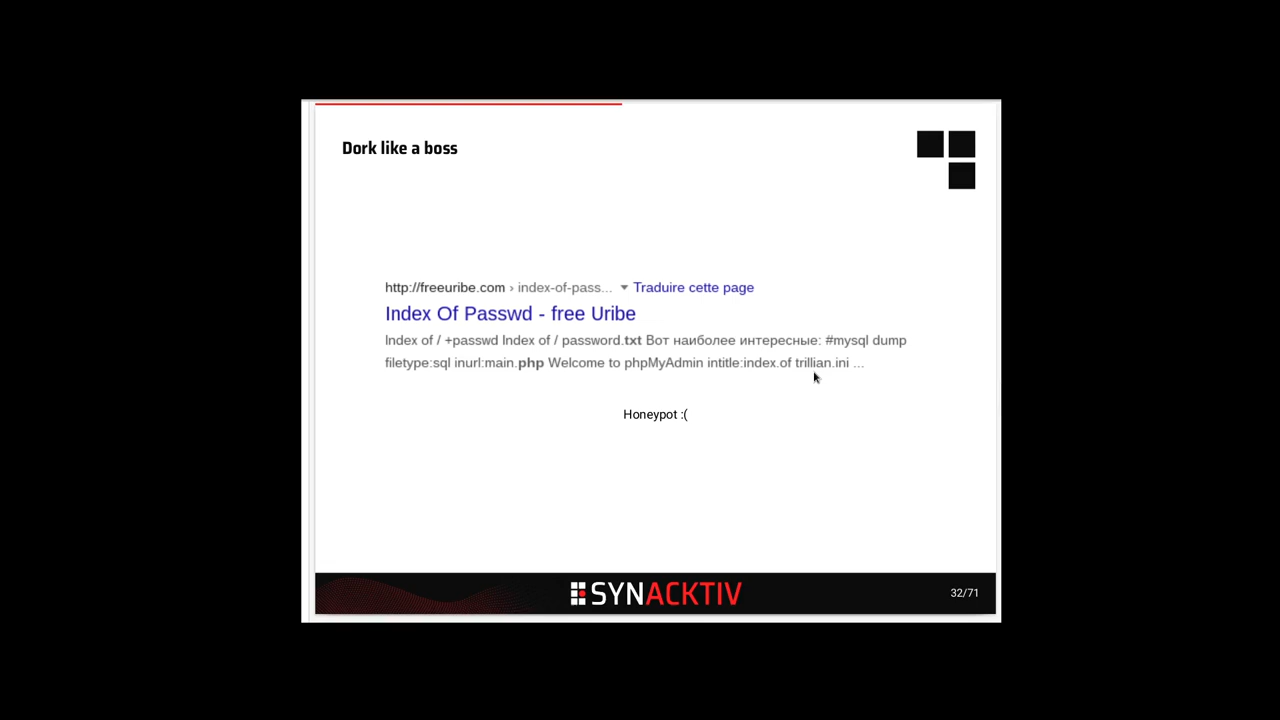 Dork like a boss
http://freeuribe.com › index-of-pass... Traduire cette page
Index Of Passwd - free Uribe
Index of / +passwd Index of / password.txt Вот наиболее интересные: #mysql dump
filetype:sql inurl:main.php Welcome to phpMyAdmin intitle:index.of trillian.ini ...
Honeypot :(
SYNACKTIV
32/71